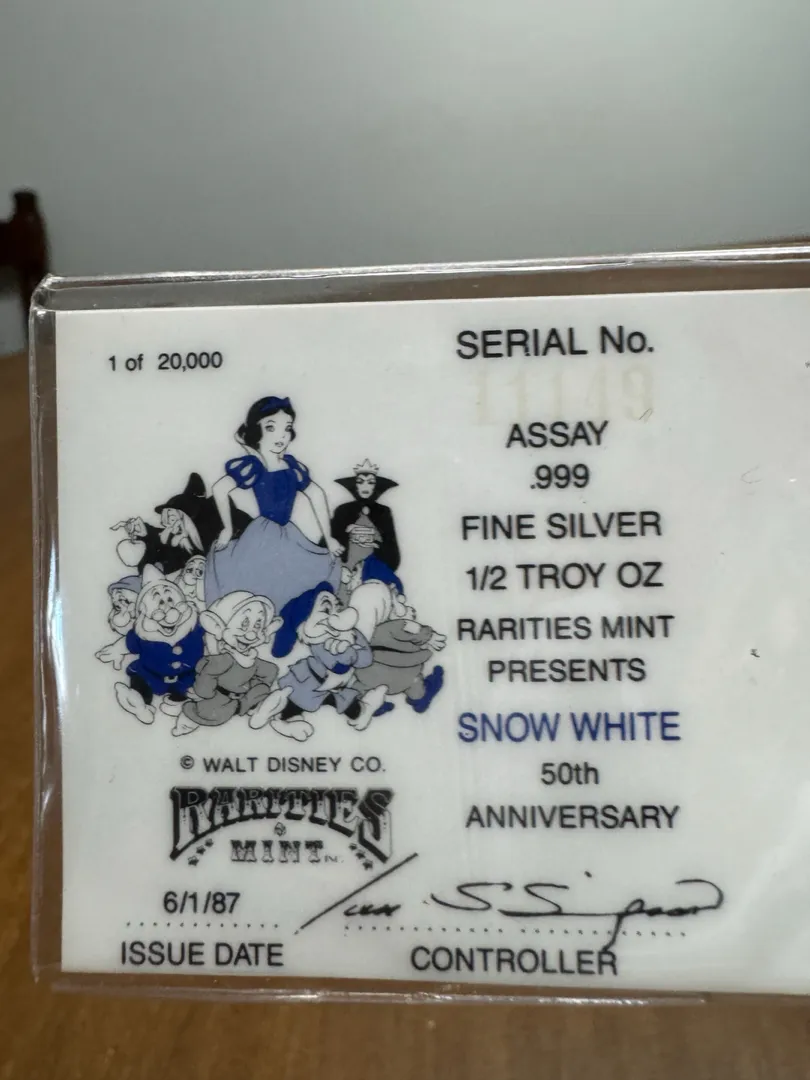 1 of 20,000
SERIAL No.
11149
ASSAY
.999
FINE SILVER
1/2 TROY OZ
RARITIES MINT
PRESENTS
SNOW WHITE
50th
ANNIVERSARY
© WALT DISNEY CO.
RARITIES
MINT
6/1/87
ISSUE DATE
CONTROLLER